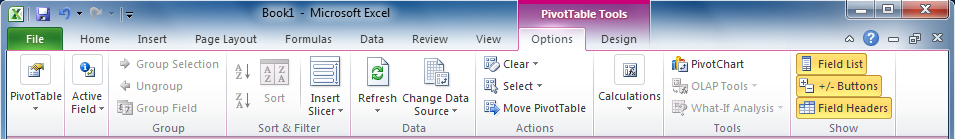 Book1 - Microsoft Excel
PivotTable Tools
File Home Insert Page Layout Formulas Data Review View Options Design
PivotTable
Active
Field
Group Selection
Ungroup
Group Field
Group
A
Z
Z
A
Sort
Insert
Slicer
Sort & Filter
Refresh
Change Data
Source
Data
Clear
Select
Move PivotTable
Actions
Calculations
PivotChart
OLAP Tools
What-If Analysis
Tools
Field List
+/- Buttons
Field Headers
Show